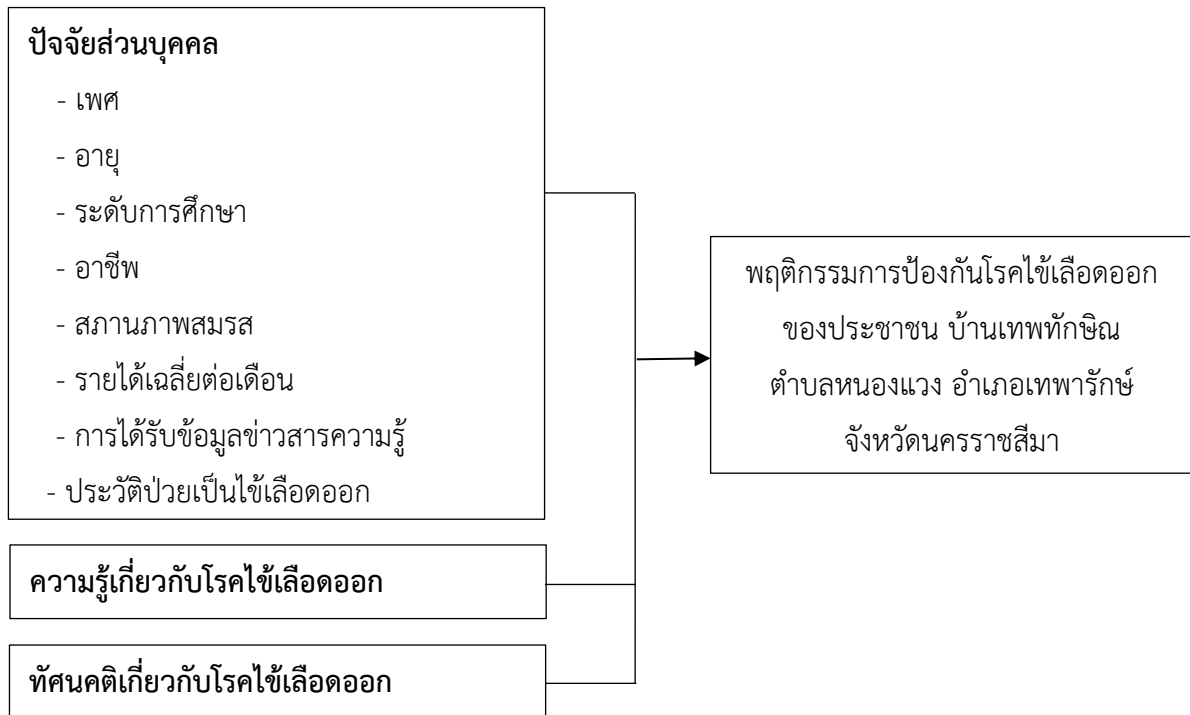 ปัจจัยส่วนบุคคล
- เพศ
- อายุ
- ระดับการศึกษา
- อาชีพ
- สภานภาพสมรส
- รายได้เฉลี่ยต่อเดือน
- การได้รับข้อมูลข่าวสารความรู้
- ประวัติป่วยเป็นไข้เลือดออก
ความรู้เกี่ยวกับโรคไข้เลือดออก
ทัศนคติเกี่ยวกับโรคไข้เลือดออก
พฤติกรรมการป้องกันโรคไข้เลือดออก
ของประชาชน บ้านเทพทักษิณ
ตำบลหนองแวง อำเภอเทพารักษ์
จังหวัดนครราชสีมา